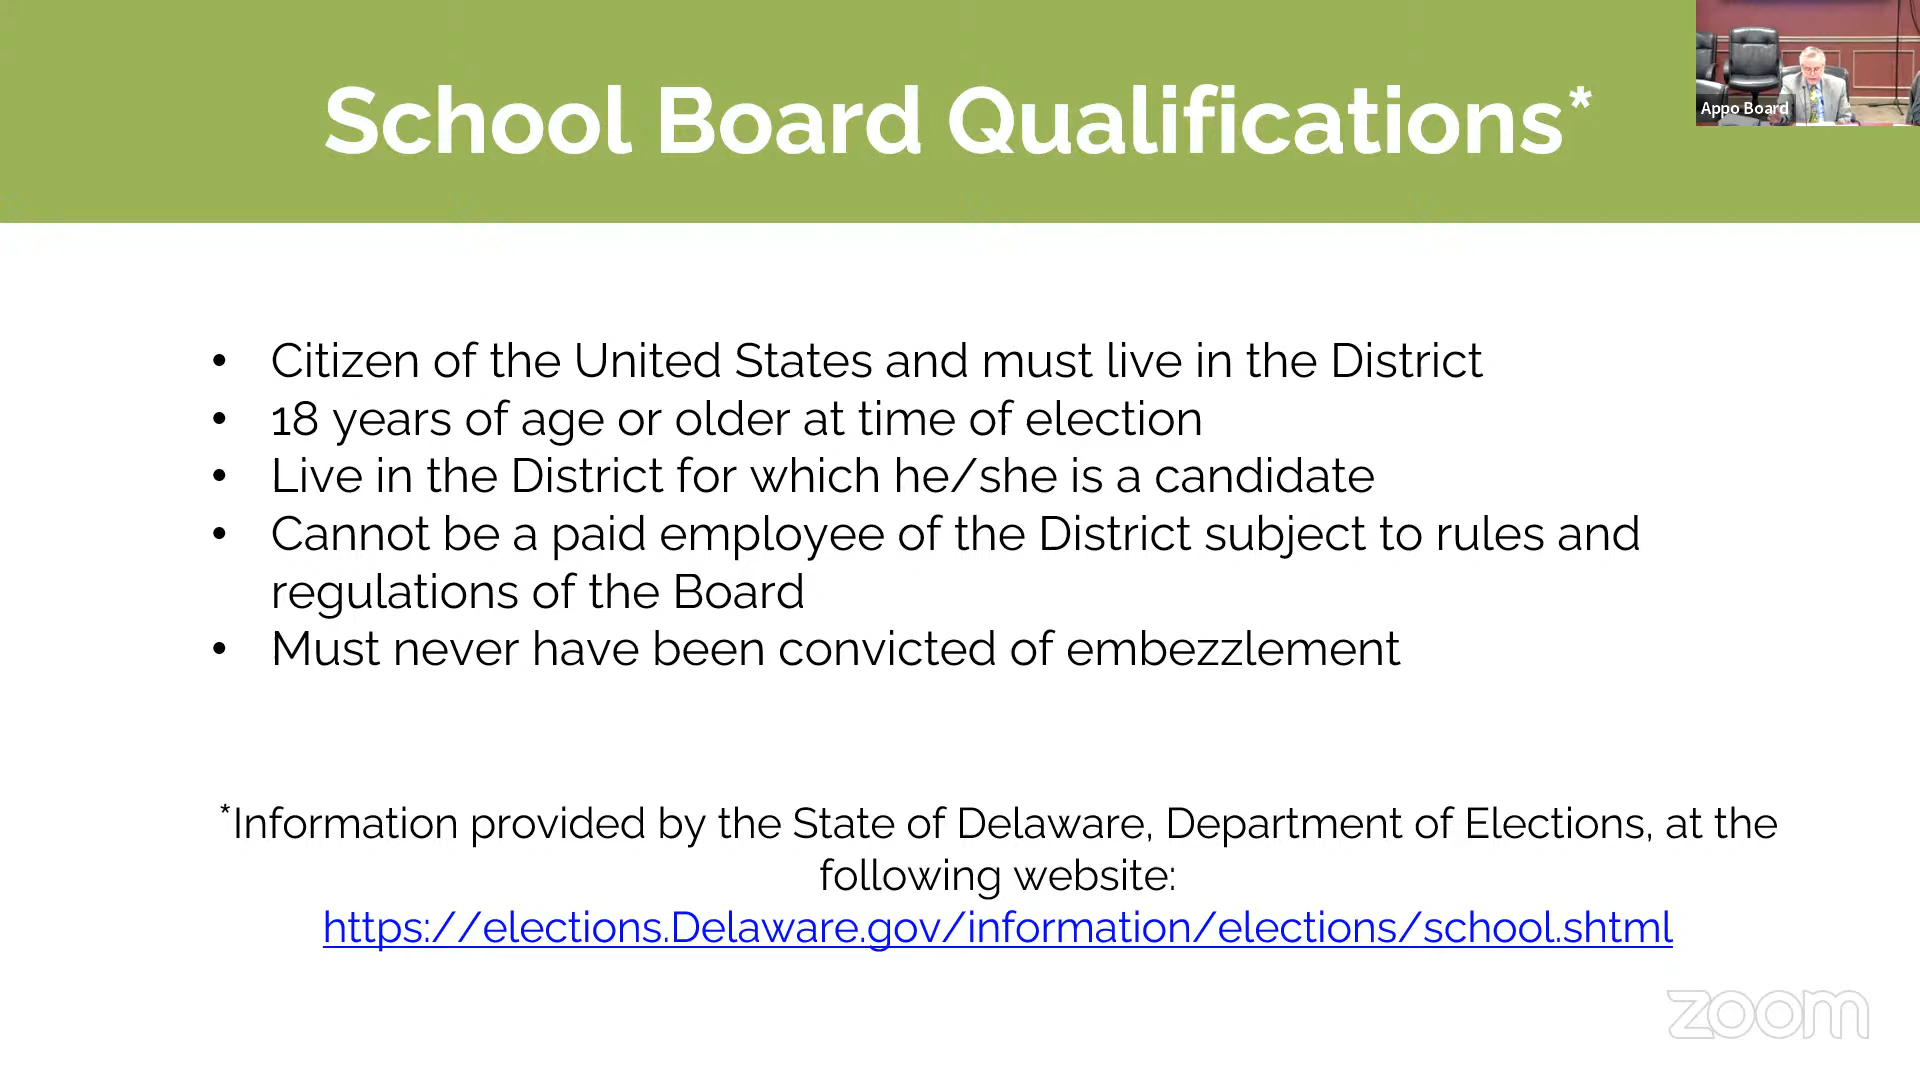 School Board Qualifications*
Appo Board
• Citizen of the United States and must live in the District
• 18 years of age or older at time of election
• Live in the District for which he/she is a candidate
• Cannot be a paid employee of the District subject to rules and
regulations of the Board
• Must never have been convicted of embezzlement
*Information provided by the State of Delaware, Department of Elections, at the
following website:
https://elections.Delaware.gov/information/elections/school.shtml
zoom